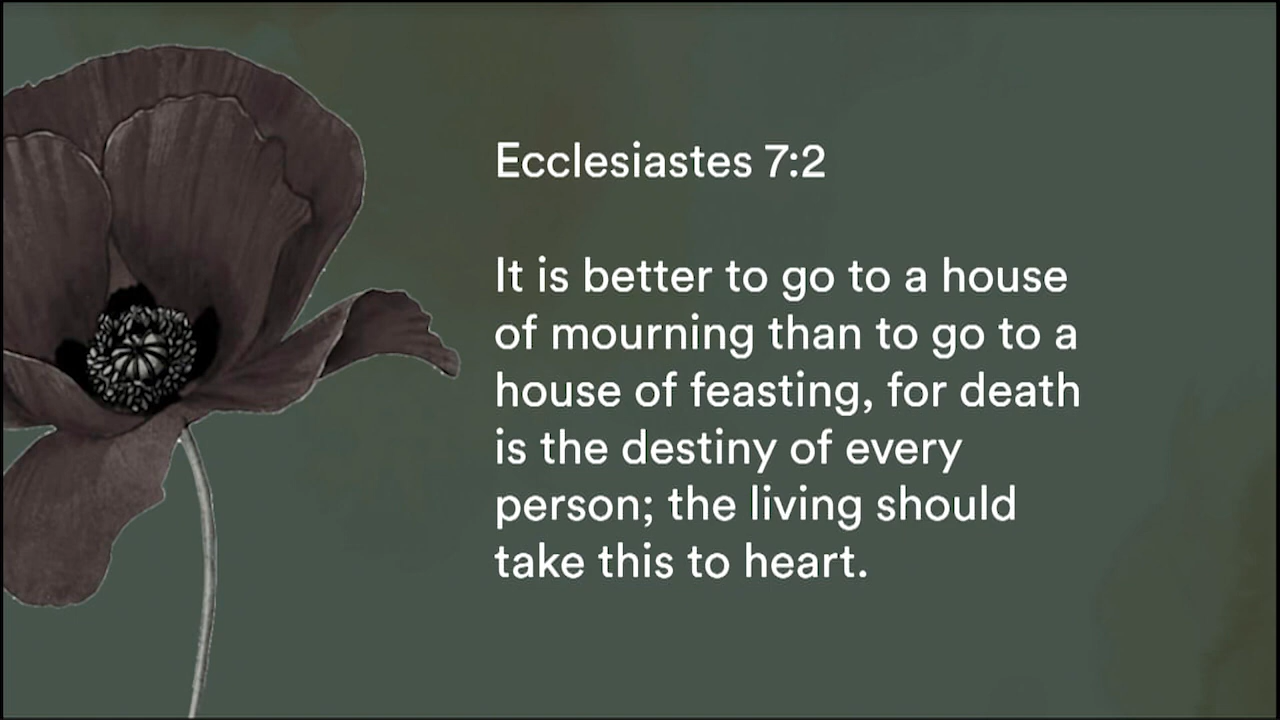 Ecclesiastes 7:2
It is better to go to a house
of mourning than to go to a
house of feasting, for death
is the destiny of every
person; the living should
take this to heart.